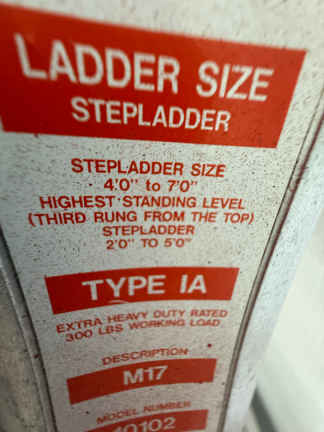 LADDER SIZE
STEPLADDER
STEPLADDER SIZE
4'0" to 7'0"
HIGHEST STANDING LEVEL
(THIRD RUNG FROM THE TOP)
STEPLADDER
2'0" TO 5'0"
TYPE IA
EXTRA HEAVY DUTY RATED
300 LBS WORKING LOAD
DESCRIPTION
M17
MODEL NUMBER
10102